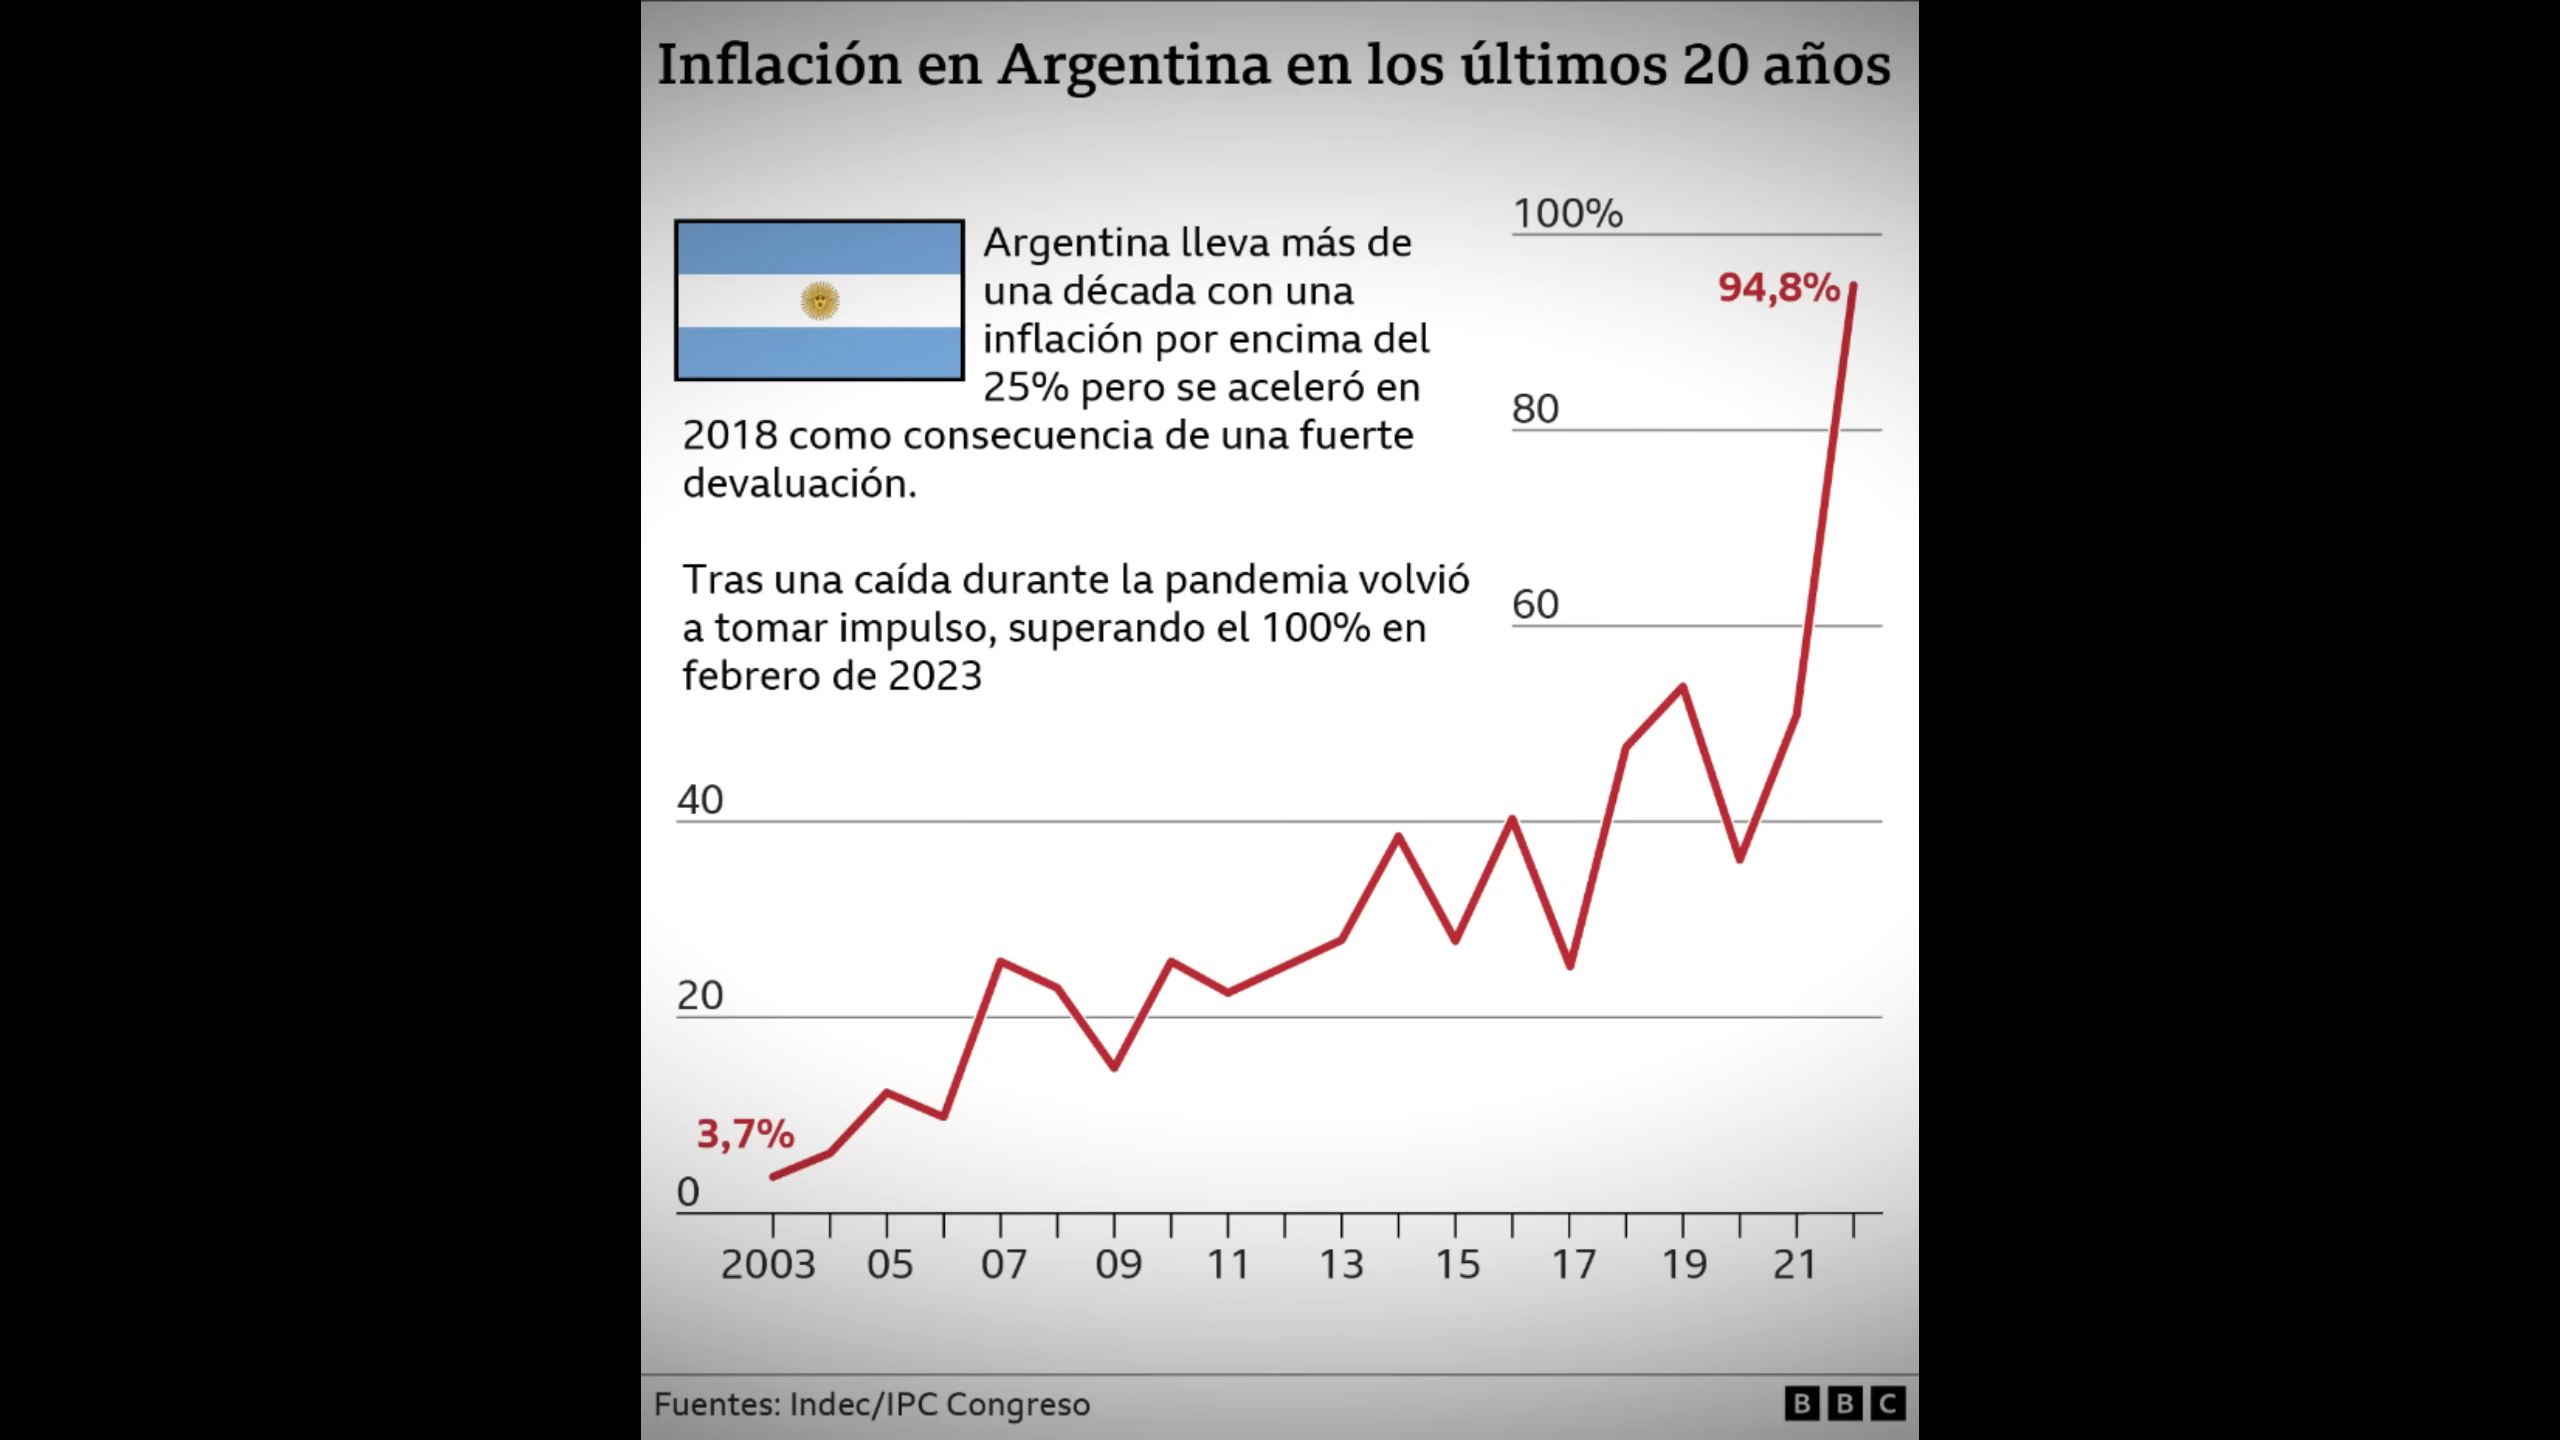 Inflación en Argentina en los últimos 20 años
Argentina lleva más de
una década con una
inflación por encima del
25% pero se aceleró en
2018 como consecuencia de una fuerte
devaluación.
Tras una caída durante la pandemia volvió
a tomar impulso, superando el 100% en
febrero de 2023
100%
94,8%
80
60
40
20
3,7%
0
2003 05 07 09 11 13 15 17 19 21
Fuentes: Indec/IPC Congreso
BBC